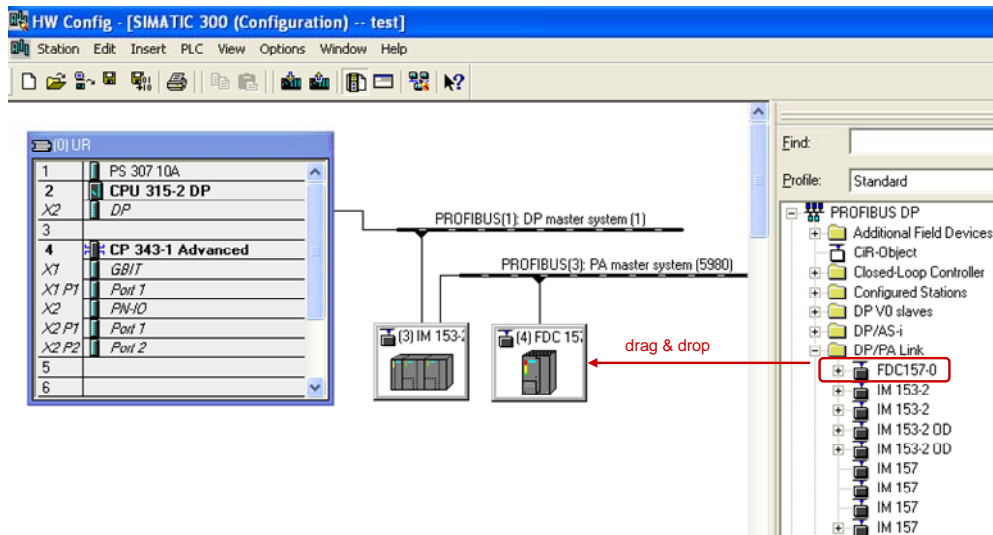 HW Config - [SIMATIC 300 (Configuration) -- test]
Station Edit Insert PLC View Options Window Help
(0) UR
1 PS 307 10A
2 CPU 315-2 DP
X2 DP
3
4 CP 343-1 Advanced
X1 GBIT
X1 P1 Port 1
X2 PN-IO
X2 P1 Port 1
X2 P2 Port 2
5
6
PROFIBUS(1): DP master system (1)
PROFIBUS(3): PA master system (5980)
(3) IM 153-2
(4) FDC 157
drag & drop
Find:
Profile: Standard
PROFIBUS DP
Additional Field Devices
CiR-Object
Closed-Loop Controller
Configured Stations
DP V0 slaves
DP/AS-i
DP/PA Link
FDC157-0
IM 153-2
IM 153-2
IM 153-2 OD
IM 153-2 OD
IM 157
IM 157
IM 157
IM 157